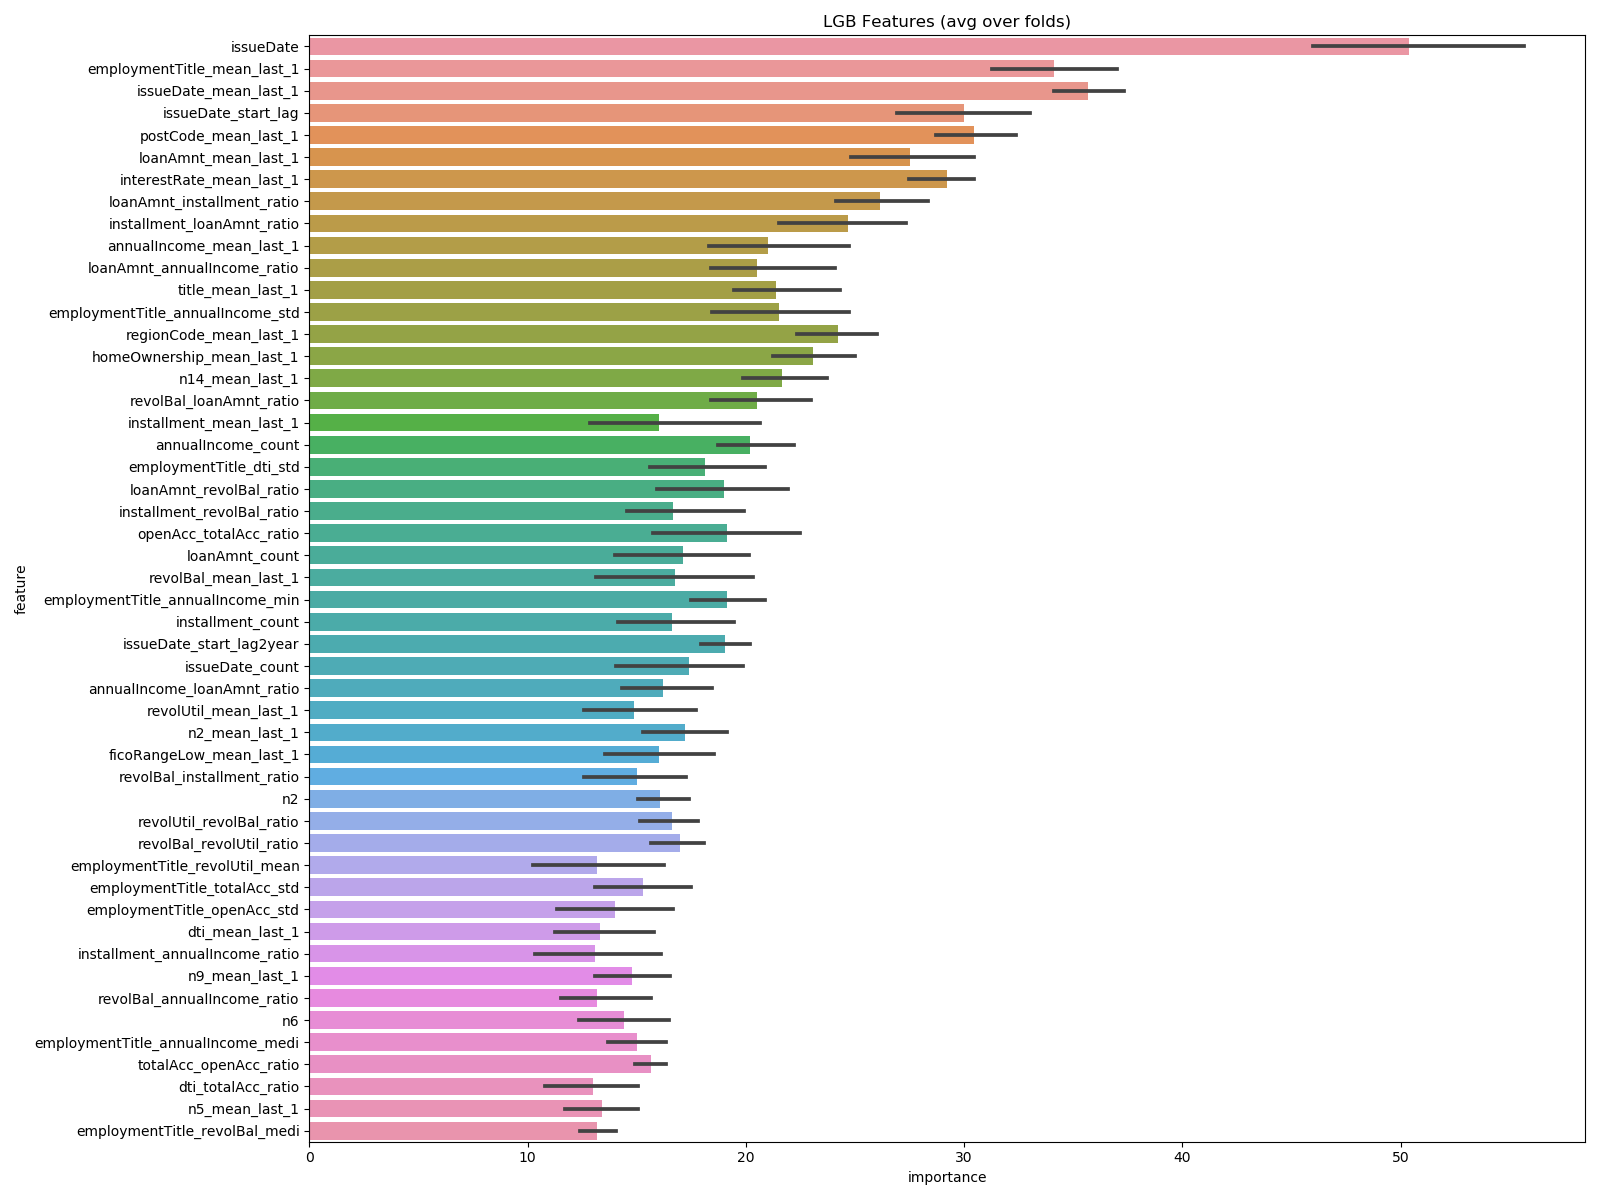 LGB Features (avg over folds)
issueDate
employmentTitle_mean_last_1
issueDate_mean_last_1
issueDate_start_lag
postCode_mean_last_1
loanAmnt_mean_last_1
interestRate_mean_last_1
loanAmnt_installment_ratio
installment_loanAmnt_ratio
annualIncome_mean_last_1
loanAmnt_annualIncome_ratio
title_mean_last_1
employmentTitle_annualIncome_std
regionCode_mean_last_1
homeOwnership_mean_last_1
n14_mean_last_1
revolBal_loanAmnt_ratio
installment_mean_last_1
annualIncome_count
employmentTitle_dti_std
loanAmnt_revolBal_ratio
installment_revolBal_ratio
openAcc_totalAcc_ratio
loanAmnt_count
revolBal_mean_last_1
employmentTitle_annualIncome_min
installment_count
issueDate_start_lag2year
issueDate_count
annualIncome_loanAmnt_ratio
revolUtil_mean_last_1
n2_mean_last_1
ficoRangeLow_mean_last_1
revolBal_installment_ratio
n2
revolUtil_revolBal_ratio
revolBal_revolUtil_ratio
employmentTitle_revolUtil_mean
employmentTitle_totalAcc_std
employmentTitle_openAcc_std
dti_mean_last_1
installment_annualIncome_ratio
n9_mean_last_1
revolBal_annualIncome_ratio
n6
employmentTitle_annualIncome_medi
totalAcc_openAcc_ratio
dti_totalAcc_ratio
n5_mean_last_1
employmentTitle_revolBal_medi
feature
0 10 20 30 40 50
importance